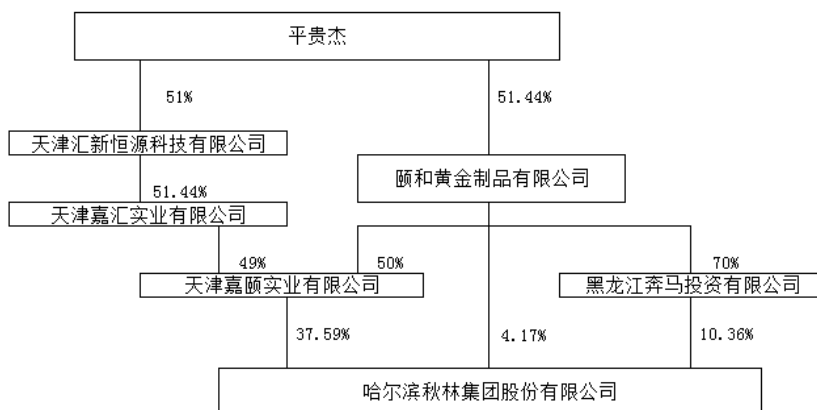 平贵杰
51%
51.44%
天津汇新恒源科技有限公司
颐和黄金制品有限公司
51.44%
天津嘉汇实业有限公司
49%
50%
70%
天津嘉颐实业有限公司
黑龙江奔马投资有限公司
37.59%
4.17%
10.36%
哈尔滨秋林集团股份有限公司